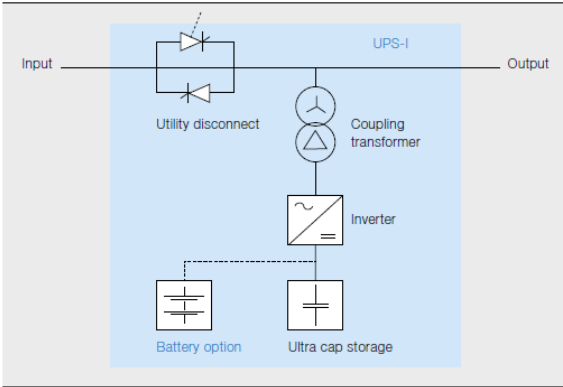 UPS-I
Input
Output
Utility disconnect
Coupling
transformer
Inverter
Battery option
Ultra cap storage